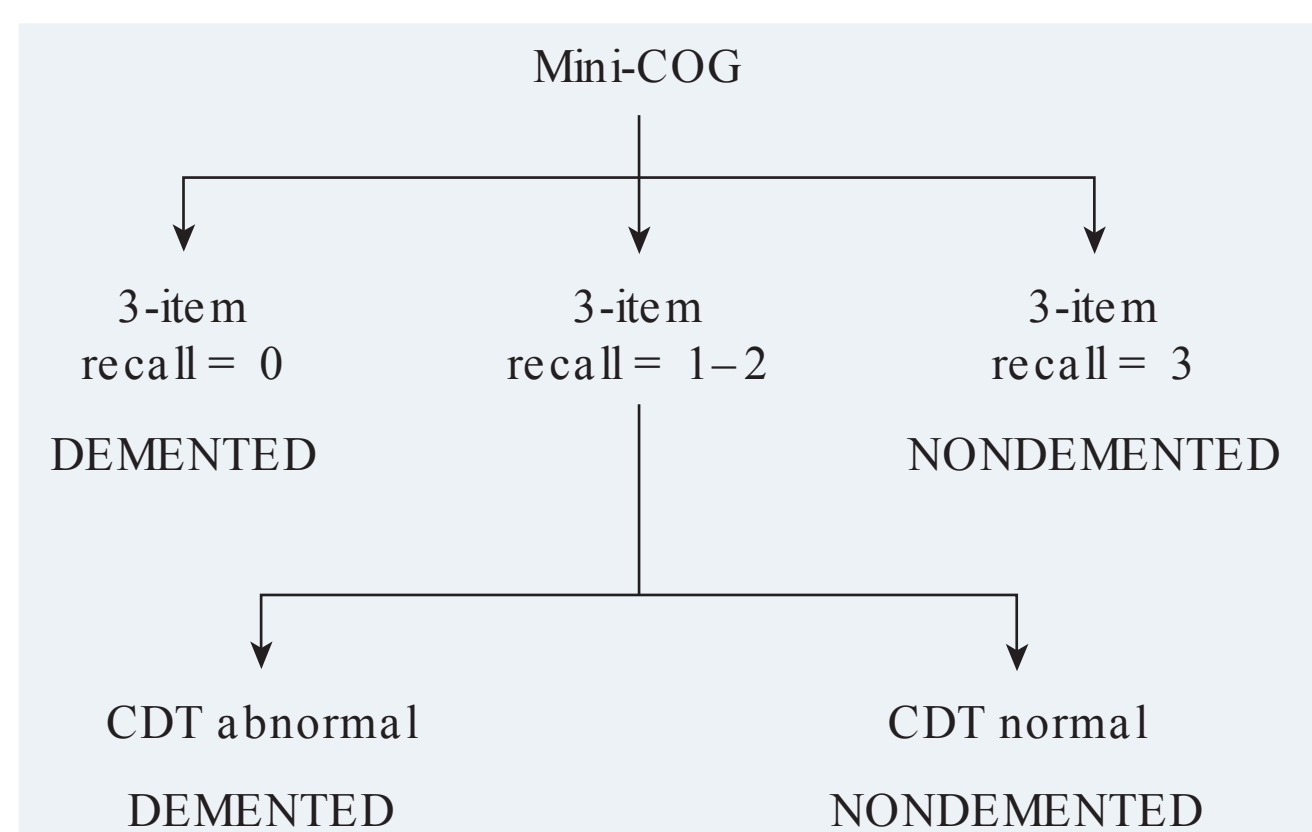 Mini-COG
3-item
recall = 0
DEMENTED
3-item
recall = 1–2
3-item
recall = 3
NONDEMENTED
CDT abnormal
DEMENTED
CDT normal
NONDEMENTED